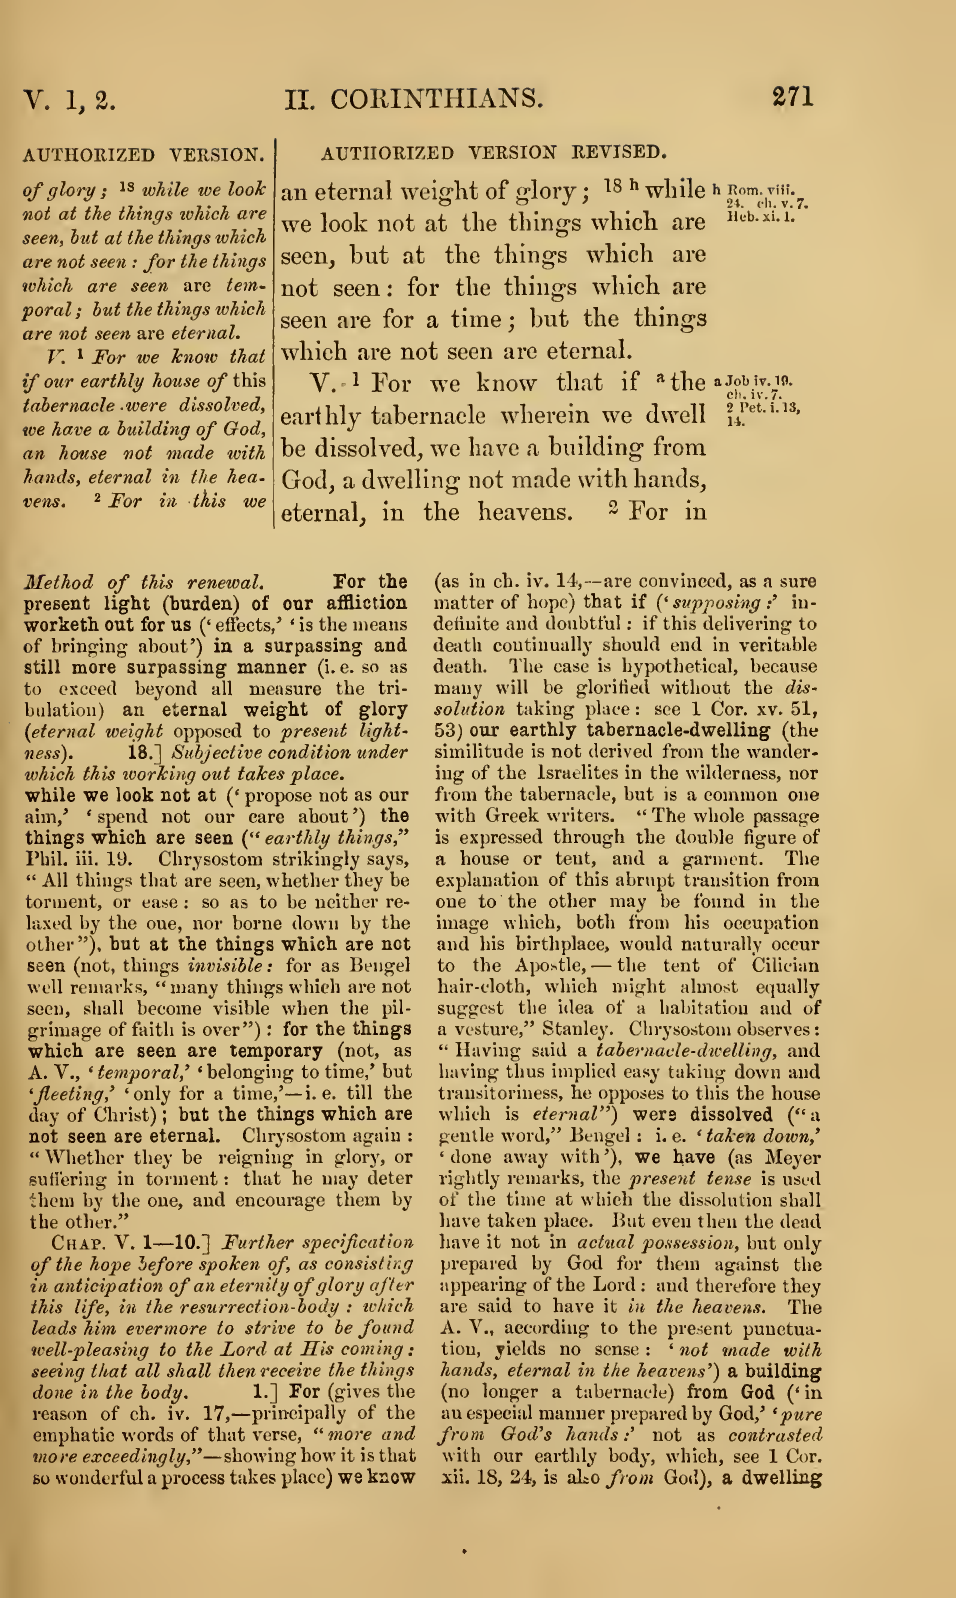 V. 1, 2.
II. CORINTHIANS.
271
AUTHORIZED VERSION.
of glory; 18 while we look
not at the things which are
seen, but at the things which
are not seen: for the things
which are seen are tem-
poral; but the things which
are not seen are eternal.
V. 1 For we know that
if our earthly house of this
tabernacle were dissolved,
we have a building of God,
an house not made with
hands, eternal in the hea-
vens. 2 For in this we
AUTHORIZED VERSION REVISED.
an eternal weight of glory; 18 h while
we look not at the things which are
seen, but at the things which are
not seen: for the things which are
seen are for a time; but the things
which are not seen are eternal.
V. 1 For we know that if a the
earthly tabernacle wherein we dwell
be dissolved, we have a building from
God, a dwelling not made with hands,
eternal, in the heavens. 2 For in
h Rom. viii.
24. ch. v. 7.
Heb. xi. 1.
a Job iv. 19.
ch. iv. 7.
2 Pet. i. 13,
14.
Method of this renewal. For the
present light (burden) of our affliction
worketh out for us (‘effects,’ ‘is the means
of bringing about’) in a surpassing and
still more surpassing manner (i. e. so as
to exceed beyond all measure the tri-
bulation) an eternal weight of glory
(eternal weight opposed to present light-
ness). 18.] Subjective condition under
which this working out takes place.
while we look not at (‘propose not as our
aim,’ ‘spend not our care about’) the
things which are seen (“earthly things,”
Phil. iii. 19. Chrysostom strikingly says,
“All things that are seen, whether they be
torment, or ease: so as to be neither re-
laxed by the one, nor borne down by the
other”), but at the things which are not
seen (not, things invisible: for as Bengel
well remarks, “many things which are not
seen, shall become visible when the pil-
grimage of faith is over”): for the things
which are seen are temporary (not, as
A. V., ‘temporal,’ ‘belonging to time,’ but
‘fleeting,’ ‘only for a time,’—i. e. till the
day of Christ); but the things which are
not seen are eternal. Chrysostom again:
“Whether they be reigning in glory, or
suffering in torment: that he may deter
them by the one, and encourage them by
the other.”
CHAP. V. 1—10.] Further specification
of the hope before spoken of, as consisting
in anticipation of an eternity of glory after
this life, in the resurrection-body: which
leads him evermore to strive to be found
well-pleasing to the Lord at His coming:
seeing that all shall then receive the things
done in the body. 1.] For (gives the
reason of ch. iv. 17,—principally of the
emphatic words of that verse, “more and
more exceedingly,”—showing how it is that
so wonderful a process takes place) we know
(as in ch. iv. 14,—are convinced, as a sure
matter of hope) that if (‘supposing:’ in-
definite and doubtful: if this delivering to
death continually should end in veritable
death. The case is hypothetical, because
many will be glorified without the dis-
solution taking place: see 1 Cor. xv. 51,
53) our earthly tabernacle-dwelling (the
similitude is not derived from the wander-
ing of the Israelites in the wilderness, nor
from the tabernacle, but is a common one
with Greek writers. “The whole passage
is expressed through the double figure of
a house or tent, and a garment. The
explanation of this abrupt transition from
one to the other may be found in the
image which, both from his occupation
and his birthplace, would naturally occur
to the Apostle,—the tent of Cilician
hair-cloth, which might almost equally
suggest the idea of a habitation and of
a vesture,” Stanley. Chrysostom observes:
“Having said a tabernacle-dwelling, and
having thus implied easy taking down and
transitoriness, he opposes to this the house
which is eternal”) were dissolved (“a
gentle word,” Bengel: i. e. ‘taken down,’
‘done away with’), we have (as Meyer
rightly remarks, the present tense is used
of the time at which the dissolution shall
have taken place. But even then the dead
have it not in actual possession, but only
prepared by God for them against the
appearing of the Lord: and therefore they
are said to have it in the heavens. The
A. V., according to the present punctua-
tion, yields no sense: ‘not made with
hands, eternal in the heavens’) a building
(no longer a tabernacle) from God (‘in
an especial manner prepared by God,’ ‘pure
from God's hands:’ not as contrasted
with our earthly body, which, see 1 Cor.
xii. 18, 24, is also from God), a dwelling